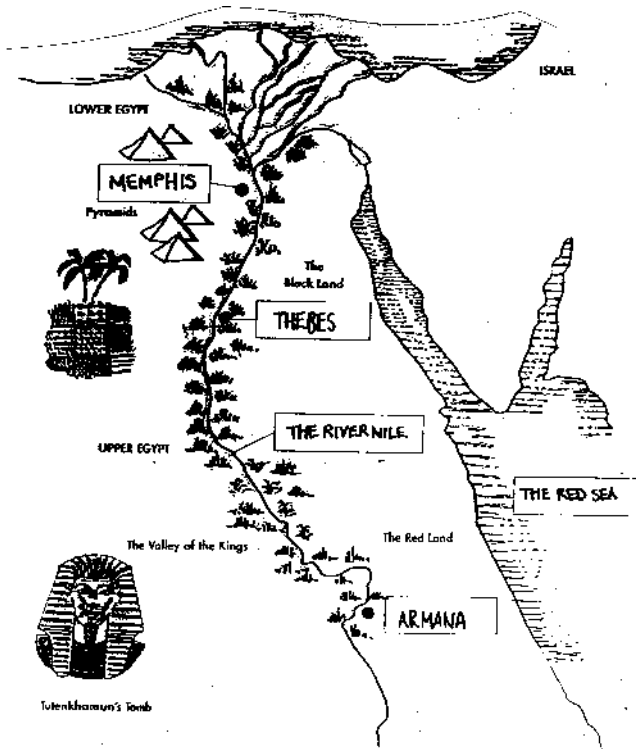 ISRAEL
LOWER EGYPT
MEMPHIS
Pyramids
The
Black Land
THEBES
THE RIVER NILE
UPPER EGYPT
THE RED SEA
The Valley of the Kings
The Red Land
ARMANA
Tutenkhamun's Tomb